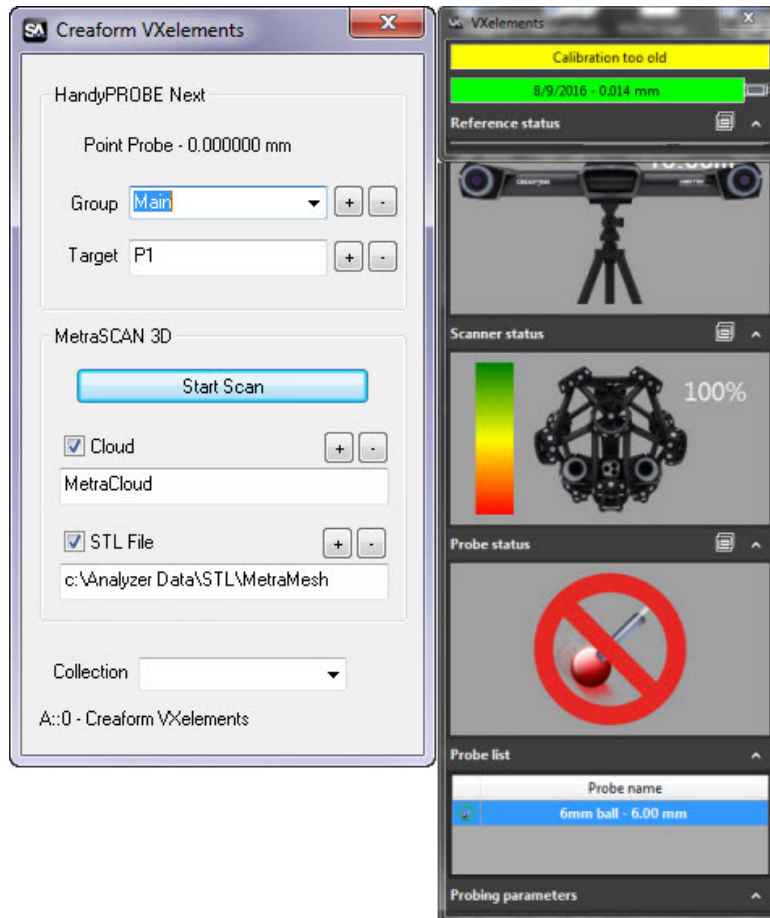 SA Creaform VXelements
HandyPROBE Next
Point Probe - 0.000000 mm
Group Main + -
Target P1 + -
MetraSCAN 3D
Start Scan
Cloud + -
MetraCloud
STL File + -
c:\Analyzer Data\STL\MetraMesh
Collection
A::0 - Creaform VXelements
VXelements
Calibration too old
8/9/2016 - 0.014 mm
Reference status
CREAFORM
Scanner status
100%
Probe status
Probe list
Probe name
6mm ball - 6.00 mm
Probing parameters